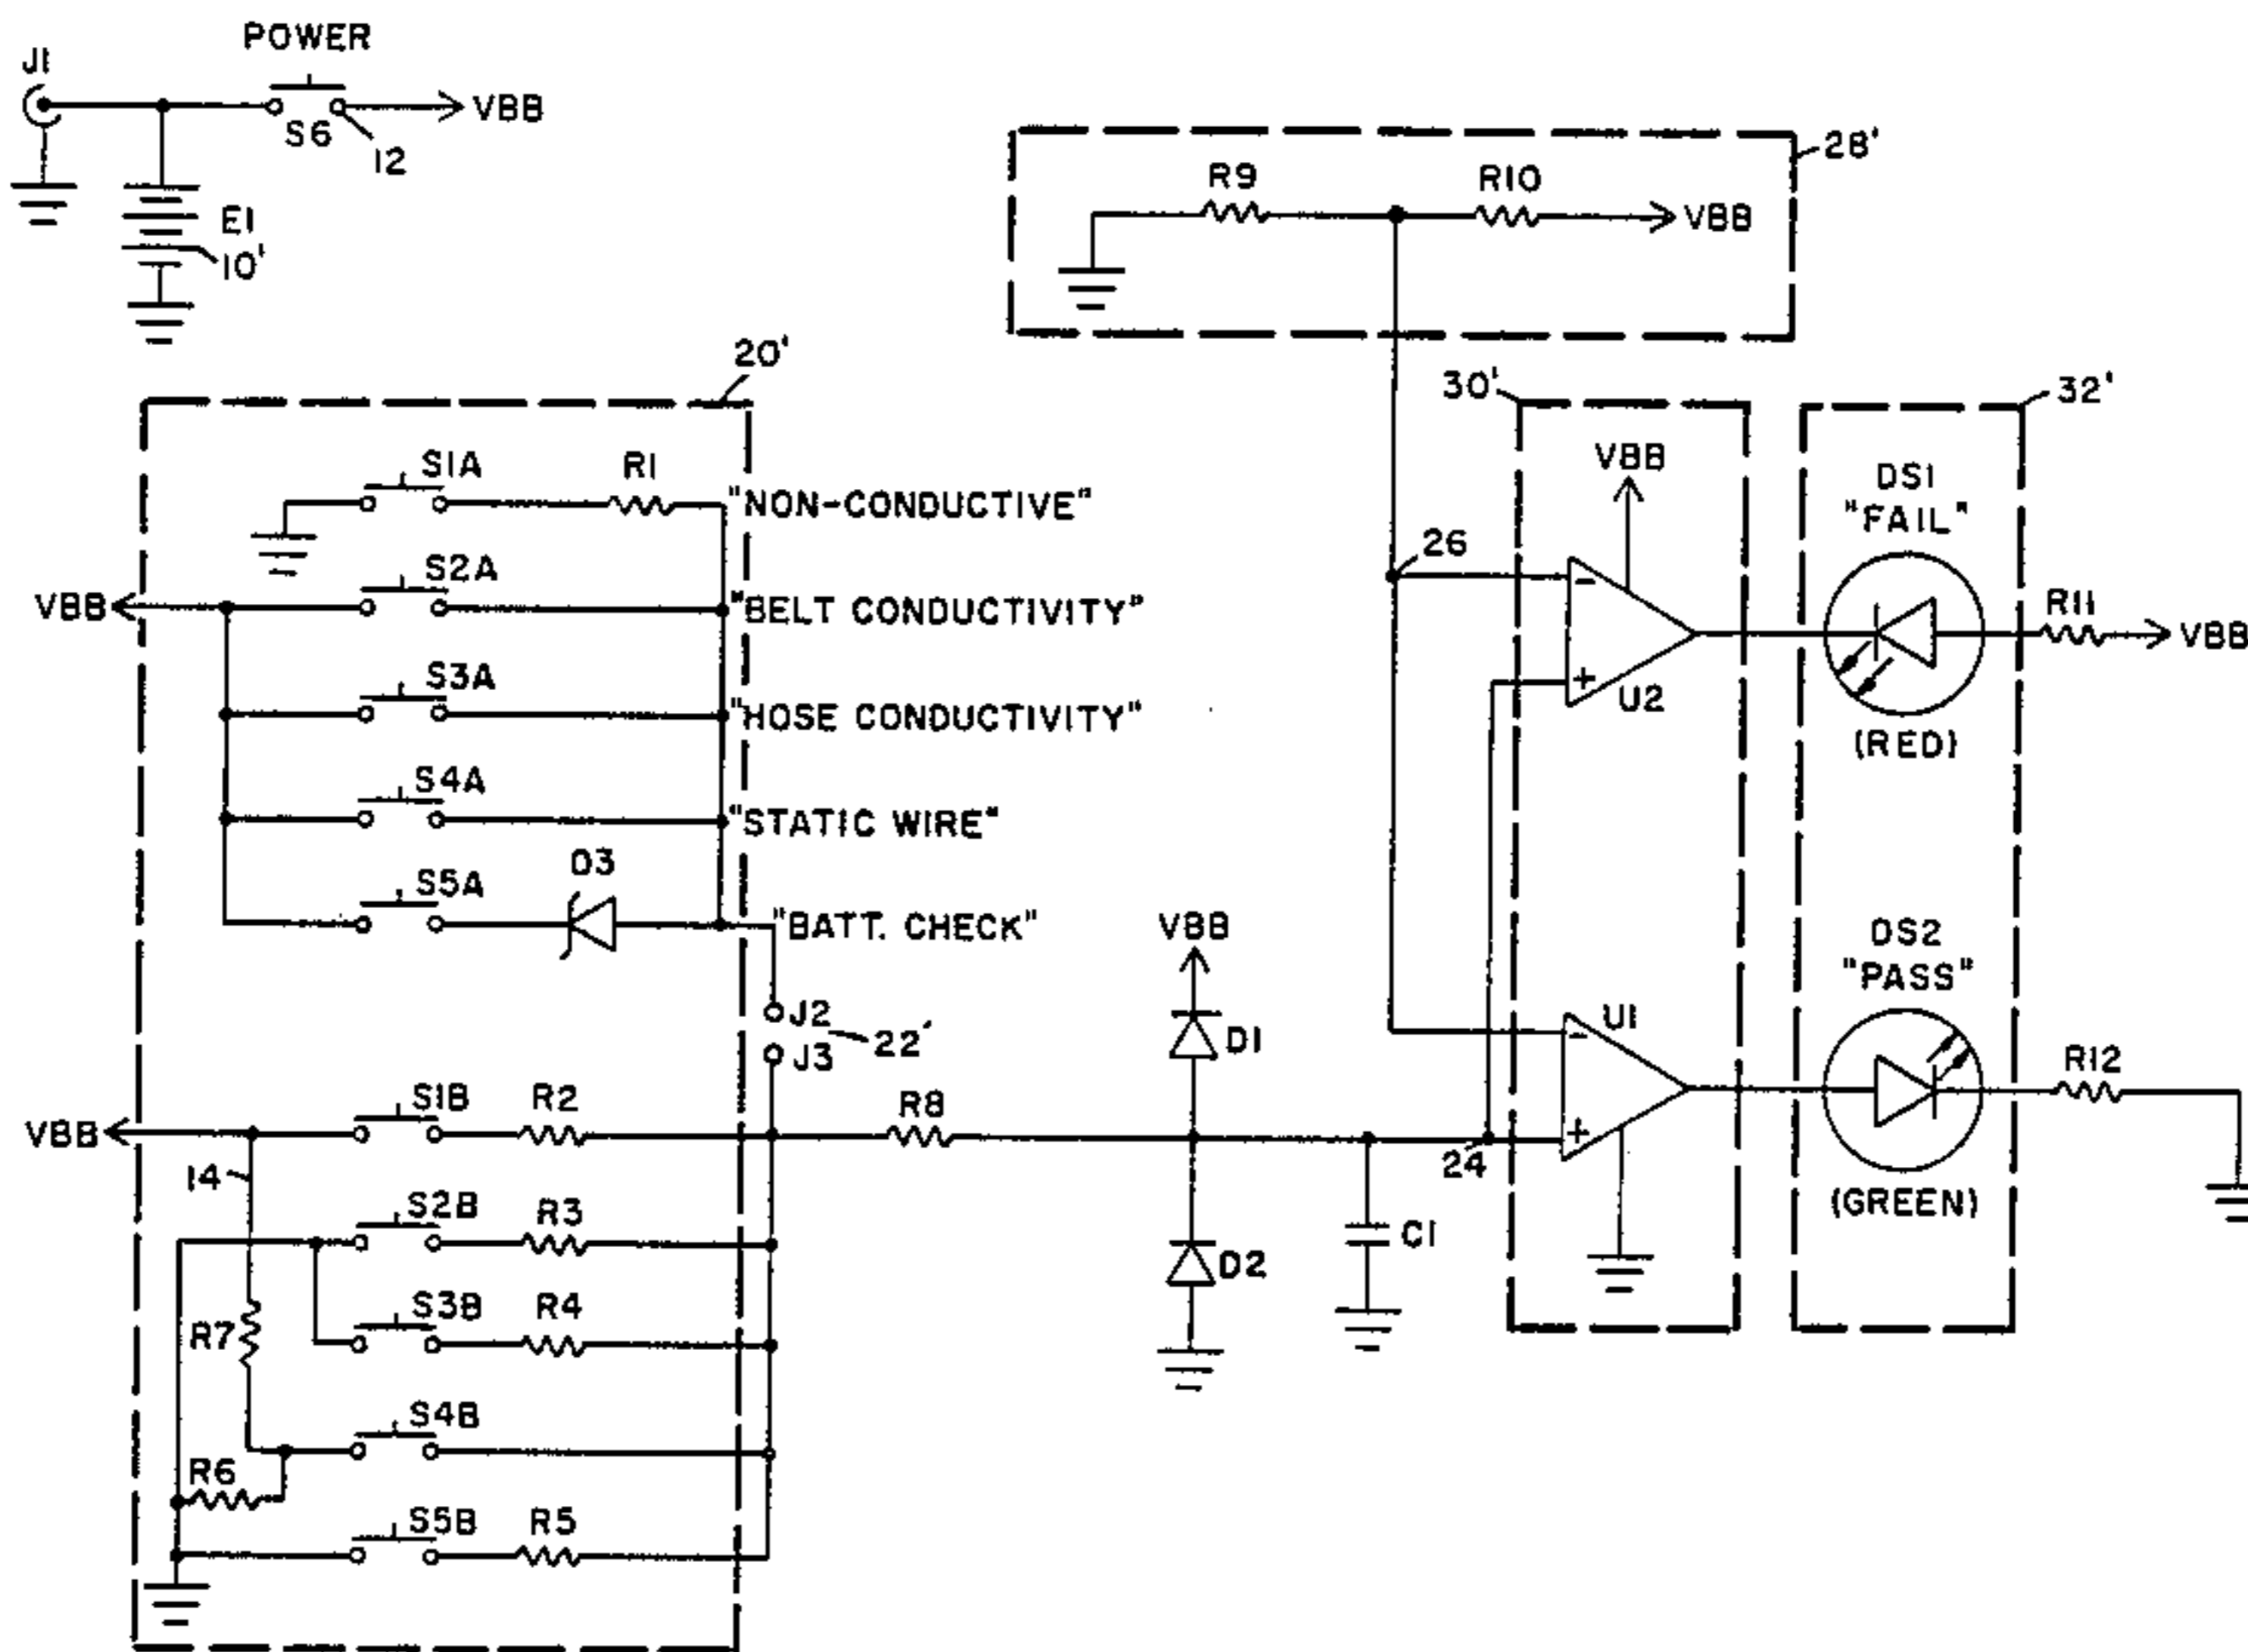 POWER
J1
S6
VBB
12
E1
10'
28'
R9
R10
VBB
20'
30'
32'
S1A
R1
"NON-CONDUCTIVE"
VBB
DS1
"FAIL"
S2A
VBB
"BELT CONDUCTIVITY"
26
-
+
U2
R11
VBB
(RED)
S3A
"HOSE CONDUCTIVITY"
S4A
"STATIC WIRE"
S5A
D3
"BATT. CHECK"
VBB
DS2
"PASS"
J2
22'
J3
D1
U1
-
+
R12
S1B
R2
R8
VBB
14
24
S2B
R3
D2
C1
(GREEN)
S3B
R4
R7
S4B
R6
S5B
R5